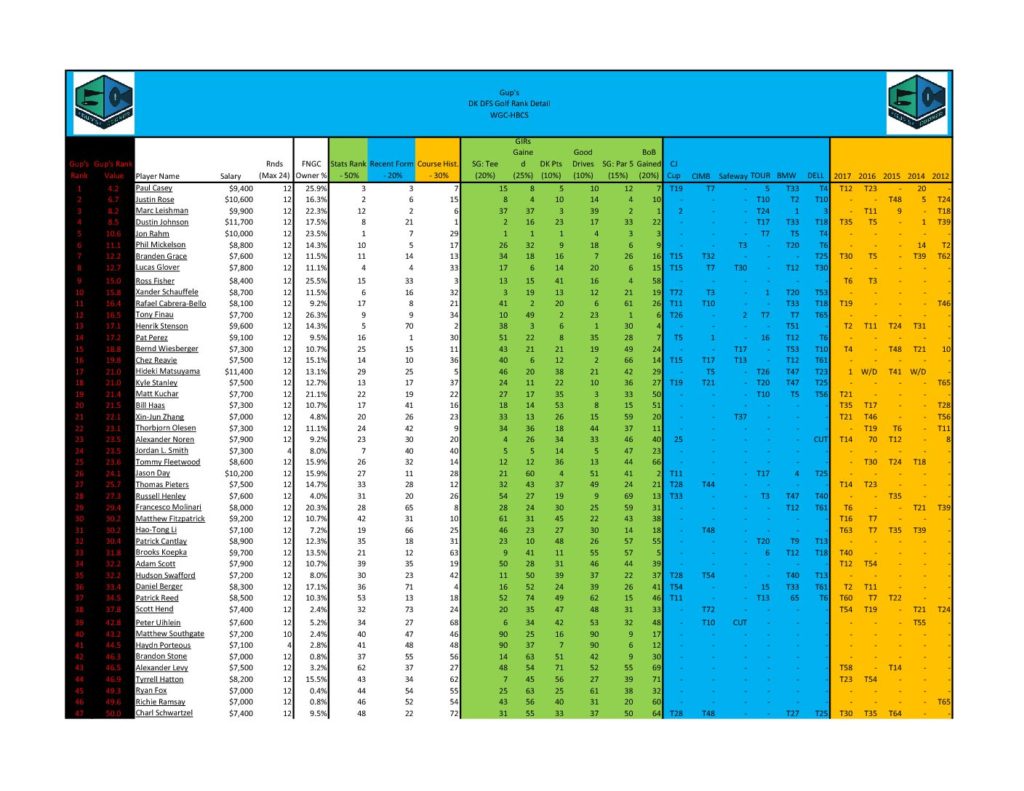 Gup's
DK DFS Golf Rank Detail
WGC-HBCS
GIRs
Gaine Good BoB
Gup's Gup's Rank Rnds FNGC Stats Rank Recent Form Course Hist. SG: Tee d DK Pts Drives SG: Par 5 Gained CJ
Rank Value Player Name Salary (Max 24) Owner % - 50% - 20% - 30% (20%) (25%) (10%) (10%) (15%) (20%) Cup CIMB Safeway TOUR BMW DELL 2017 2016 2015 2014 2012
1 4.2 Paul Casey $9,400 12 25.9% 3 3 7 15 8 5 10 12 7 T19 T7 - 5 T33 T4 T12 T23 - 20 -
2 6.7 Justin Rose $10,600 12 16.3% 2 6 15 8 4 10 14 4 10 - - - T10 T2 T10 - - T48 5 T24
3 8.2 Marc Leishman $9,900 12 22.3% 12 2 6 37 37 3 39 2 1 2 - - T24 1 3 - T11 9 - T18
4 8.5 Dustin Johnson $11,700 12 17.5% 8 21 1 2 16 23 17 33 22 - - - T17 T33 T18 T35 T5 - 1 T39
5 10.6 Jon Rahm $10,000 12 23.5% 1 7 29 1 1 1 4 3 3 - - - T7 T5 T4 - - - - -
6 11.1 Phil Mickelson $8,800 12 14.3% 10 5 17 26 32 9 18 6 9 - - T3 - T20 T6 - - - 14 T2
7 12.2 Branden Grace $7,600 12 11.5% 11 14 13 34 18 16 7 26 16 T15 T32 - - - T25 T30 T5 - T39 T62
8 12.7 Lucas Glover $7,800 12 11.1% 4 4 33 17 6 14 20 6 15 T15 T7 T30 - T12 T30 - - - - -
9 15.0 Ross Fisher $8,400 12 25.5% 15 33 3 13 15 41 16 4 58 - - - - - - T6 T3 - - -
10 15.8 Xander Schauffele $8,700 12 11.5% 6 16 32 3 19 13 12 21 19 T72 T3 - 1 T20 T53 - - - - -
11 16.4 Rafael Cabrera-Bello $8,100 12 9.2% 17 8 21 41 2 20 6 61 26 T11 T10 - - T33 T18 T19 - - - T46
12 16.5 Tony Finau $7,700 12 26.3% 9 9 34 10 49 2 23 1 6 T26 - 2 T7 T7 T65 - - - - -
13 17.1 Henrik Stenson $9,600 12 14.3% 5 70 2 38 3 6 1 30 4 - - - - T51 - T2 T11 T24 T31 -
14 17.2 Pat Perez $9,100 12 9.5% 16 1 30 51 22 8 35 28 7 T5 1 - 16 T12 T6 - - - - -
15 18.8 Bernd Wiesberger $7,300 12 10.7% 25 15 11 43 21 21 19 49 24 - - T17 - T53 T10 T4 - T48 T21 10
16 19.8 Chez Reavie $7,500 12 15.1% 14 10 36 40 6 12 2 66 14 T15 T17 T13 - T12 T61 - - - - -
17 21.0 Hideki Matsuyama $11,400 12 13.1% 29 25 5 46 20 38 21 42 29 - T5 - T26 T47 T23 1 W/D T41 W/D -
18 21.0 Kyle Stanley $7,500 12 12.7% 13 17 37 24 11 22 10 36 27 T19 T21 - T20 T47 T25 - - - - T65
19 21.4 Matt Kuchar $7,700 12 21.1% 22 19 22 27 17 35 3 33 50 - - - T10 T5 T56 T21 - - - -
20 21.5 Bill Haas $7,300 12 10.7% 17 41 16 18 14 53 8 15 51 - - - - - - T35 T17 - - T28
21 22.1 Xin-Jun Zhang $7,000 12 4.8% 20 26 23 33 13 26 15 59 20 - - T37 - - - T21 T46 - - T56
22 23.1 Thorbjorn Olesen $7,300 12 11.1% 24 42 9 34 36 18 44 37 11 - - - - - - - T19 T6 - T11
23 23.5 Alexander Noren $7,900 12 9.2% 23 30 20 4 26 34 33 46 40 25 - - - - CUT T14 70 T12 - 8
24 23.5 Jordan L. Smith $7,300 4 8.0% 7 40 40 5 5 14 5 47 23 - - - - - - - - - - -
25 23.6 Tommy Fleetwood $8,600 12 15.9% 26 32 14 12 12 36 13 44 66 - - - - - - - T30 T24 T18 -
26 24.1 Jason Day $10,200 12 15.9% 27 11 28 21 60 4 51 41 2 T11 - - T17 4 T25 - - - - -
27 25.7 Thomas Pieters $7,500 12 14.7% 33 28 12 32 43 37 49 24 21 T28 T44 - - - - T14 T23 - - -
28 27.3 Russell Henley $7,600 12 4.0% 31 20 26 54 27 19 9 69 13 T33 - - T3 T47 T40 - - T35 - -
29 29.4 Francesco Molinari $8,000 12 20.3% 28 65 8 28 24 30 25 59 31 - - - - T12 T61 T6 - - T21 T39
30 30.2 Matthew Fitzpatrick $9,200 12 10.7% 42 31 10 61 31 45 22 43 38 - - - - - - T16 T7 - - -
31 30.2 Hao-Tong Li $7,100 12 7.2% 19 66 25 46 23 27 30 14 18 - T48 - - - - T63 T7 T35 T39 -
32 30.4 Patrick Cantlay $8,900 12 12.3% 35 18 31 23 10 48 26 57 55 - - - T20 T9 T13 - - - - -
33 31.8 Brooks Koepka $9,700 12 13.5% 21 12 63 9 41 11 55 57 5 - - - 6 T12 T18 T40 - - - -
34 32.2 Adam Scott $7,900 12 10.7% 39 35 19 50 28 31 46 44 39 - - - - - - T12 T54 - - -
35 32.2 Hudson Swafford $7,200 12 8.0% 30 23 42 11 50 39 37 22 37 T28 T54 - - T40 T13 - - - - -
36 33.4 Daniel Berger $8,300 12 17.1% 36 71 4 16 52 24 39 26 41 T54 - - 15 T33 T61 T2 T11 - - -
37 34.5 Patrick Reed $8,500 12 10.3% 53 13 18 52 74 49 62 15 46 T11 - - T13 65 T6 T60 T7 T22 - -
38 37.8 Scott Hend $7,400 12 2.4% 32 73 24 20 35 47 48 31 33 - T72 - - - - T54 T19 - T21 T24
39 42.8 Peter Uihlein $7,600 12 5.2% 34 27 68 6 34 42 53 32 48 - T10 CUT - - - - - - T55 -
40 43.2 Matthew Southgate $7,200 10 2.4% 40 47 46 90 25 16 90 9 17 - - - - - - - - - - -
41 44.5 Haydn Porteous $7,100 4 2.8% 41 48 48 90 37 7 90 6 12 - - - - - - - - - - -
42 46.3 Brandon Stone $7,000 12 0.8% 37 55 56 14 63 51 42 9 30 - - - - - - - - - - -
43 46.5 Alexander Levy $7,500 12 3.2% 62 37 27 48 54 71 52 55 69 - - - - - - T58 - T14 - -
44 46.9 Tyrrell Hatton $8,200 12 15.5% 43 34 62 7 45 56 27 39 71 - - - - - - T23 T54 - - -
45 49.3 Ryan Fox $7,000 12 0.4% 44 54 55 25 63 25 61 38 32 - - - - - - - - - - -
46 49.6 Richie Ramsay $7,000 12 0.8% 46 52 54 43 56 40 31 20 60 - - - - - - - - - - T65
47 50.0 Charl Schwartzel $7,400 12 9.5% 48 22 72 31 55 33 37 50 64 T28 T48 - - T27 T25 T30 T35 T64 - -